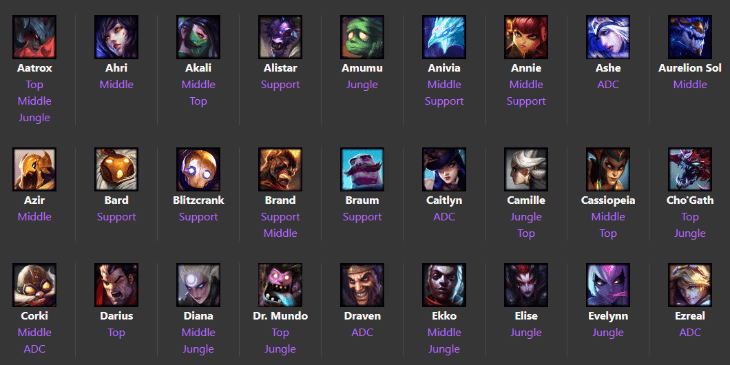 Aatrox
Top
Middle
Jungle
Ahri
Middle
Akali
Middle
Top
Alistar
Support
Amumu
Jungle
Anivia
Middle
Support
Annie
Middle
Support
Ashe
ADC
Aurelion Sol
Middle
Azir
Middle
Bard
Support
Blitzcrank
Support
Brand
Support
Middle
Braum
Support
Caitlyn
ADC
Camille
Jungle
Top
Cassiopeia
Middle
Top
Cho'Gath
Top
Jungle
Corki
Middle
ADC
Darius
Top
Diana
Middle
Jungle
Dr. Mundo
Top
Jungle
Draven
ADC
Ekko
Middle
Jungle
Elise
Jungle
Evelynn
Jungle
Ezreal
ADC